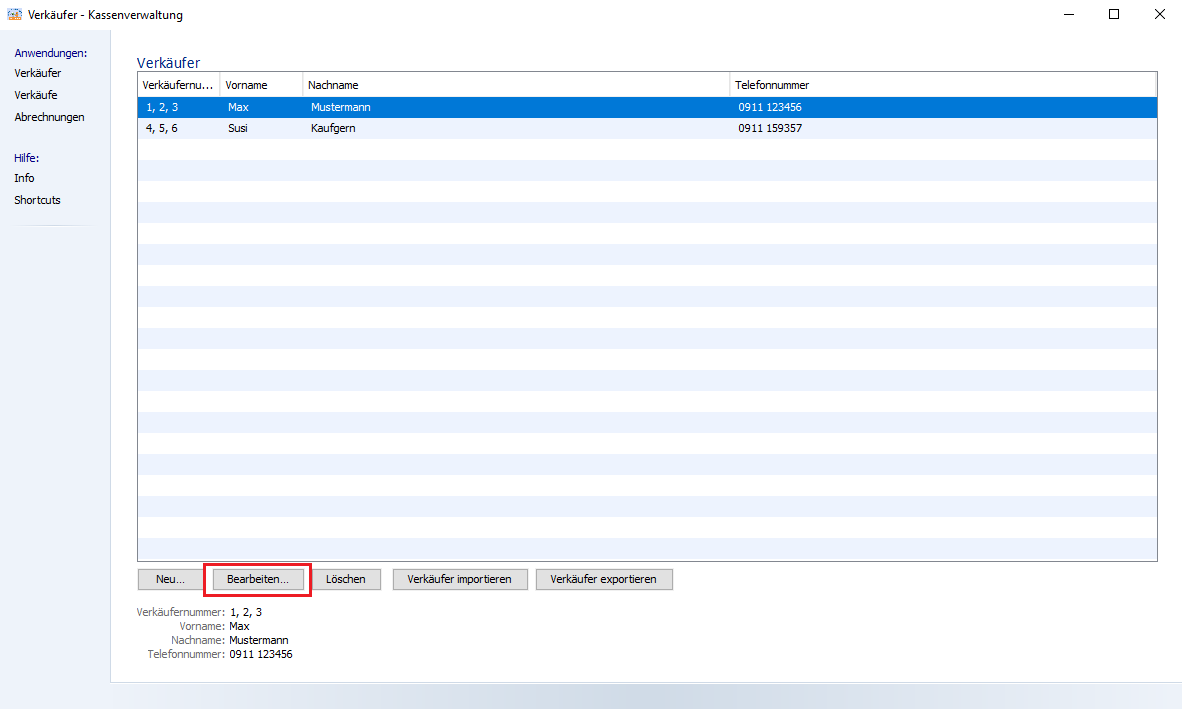 Verkäufer - Kassenverwaltung
Anwendungen:
Verkäufer
Verkäufe
Abrechnungen
Hilfe:
Info
Shortcuts
Verkäufer
Verkäufernu... Vorname Nachname Telefonnummer
1, 2, 3 Max Mustermann 0911 123456
4, 5, 6 Susi Kaufgern 0911 159357
Neu... Bearbeiten... Löschen Verkäufer importieren Verkäufer exportieren
Verkäufernummer: 1, 2, 3
Vorname: Max
Nachname: Mustermann
Telefonnummer: 0911 123456